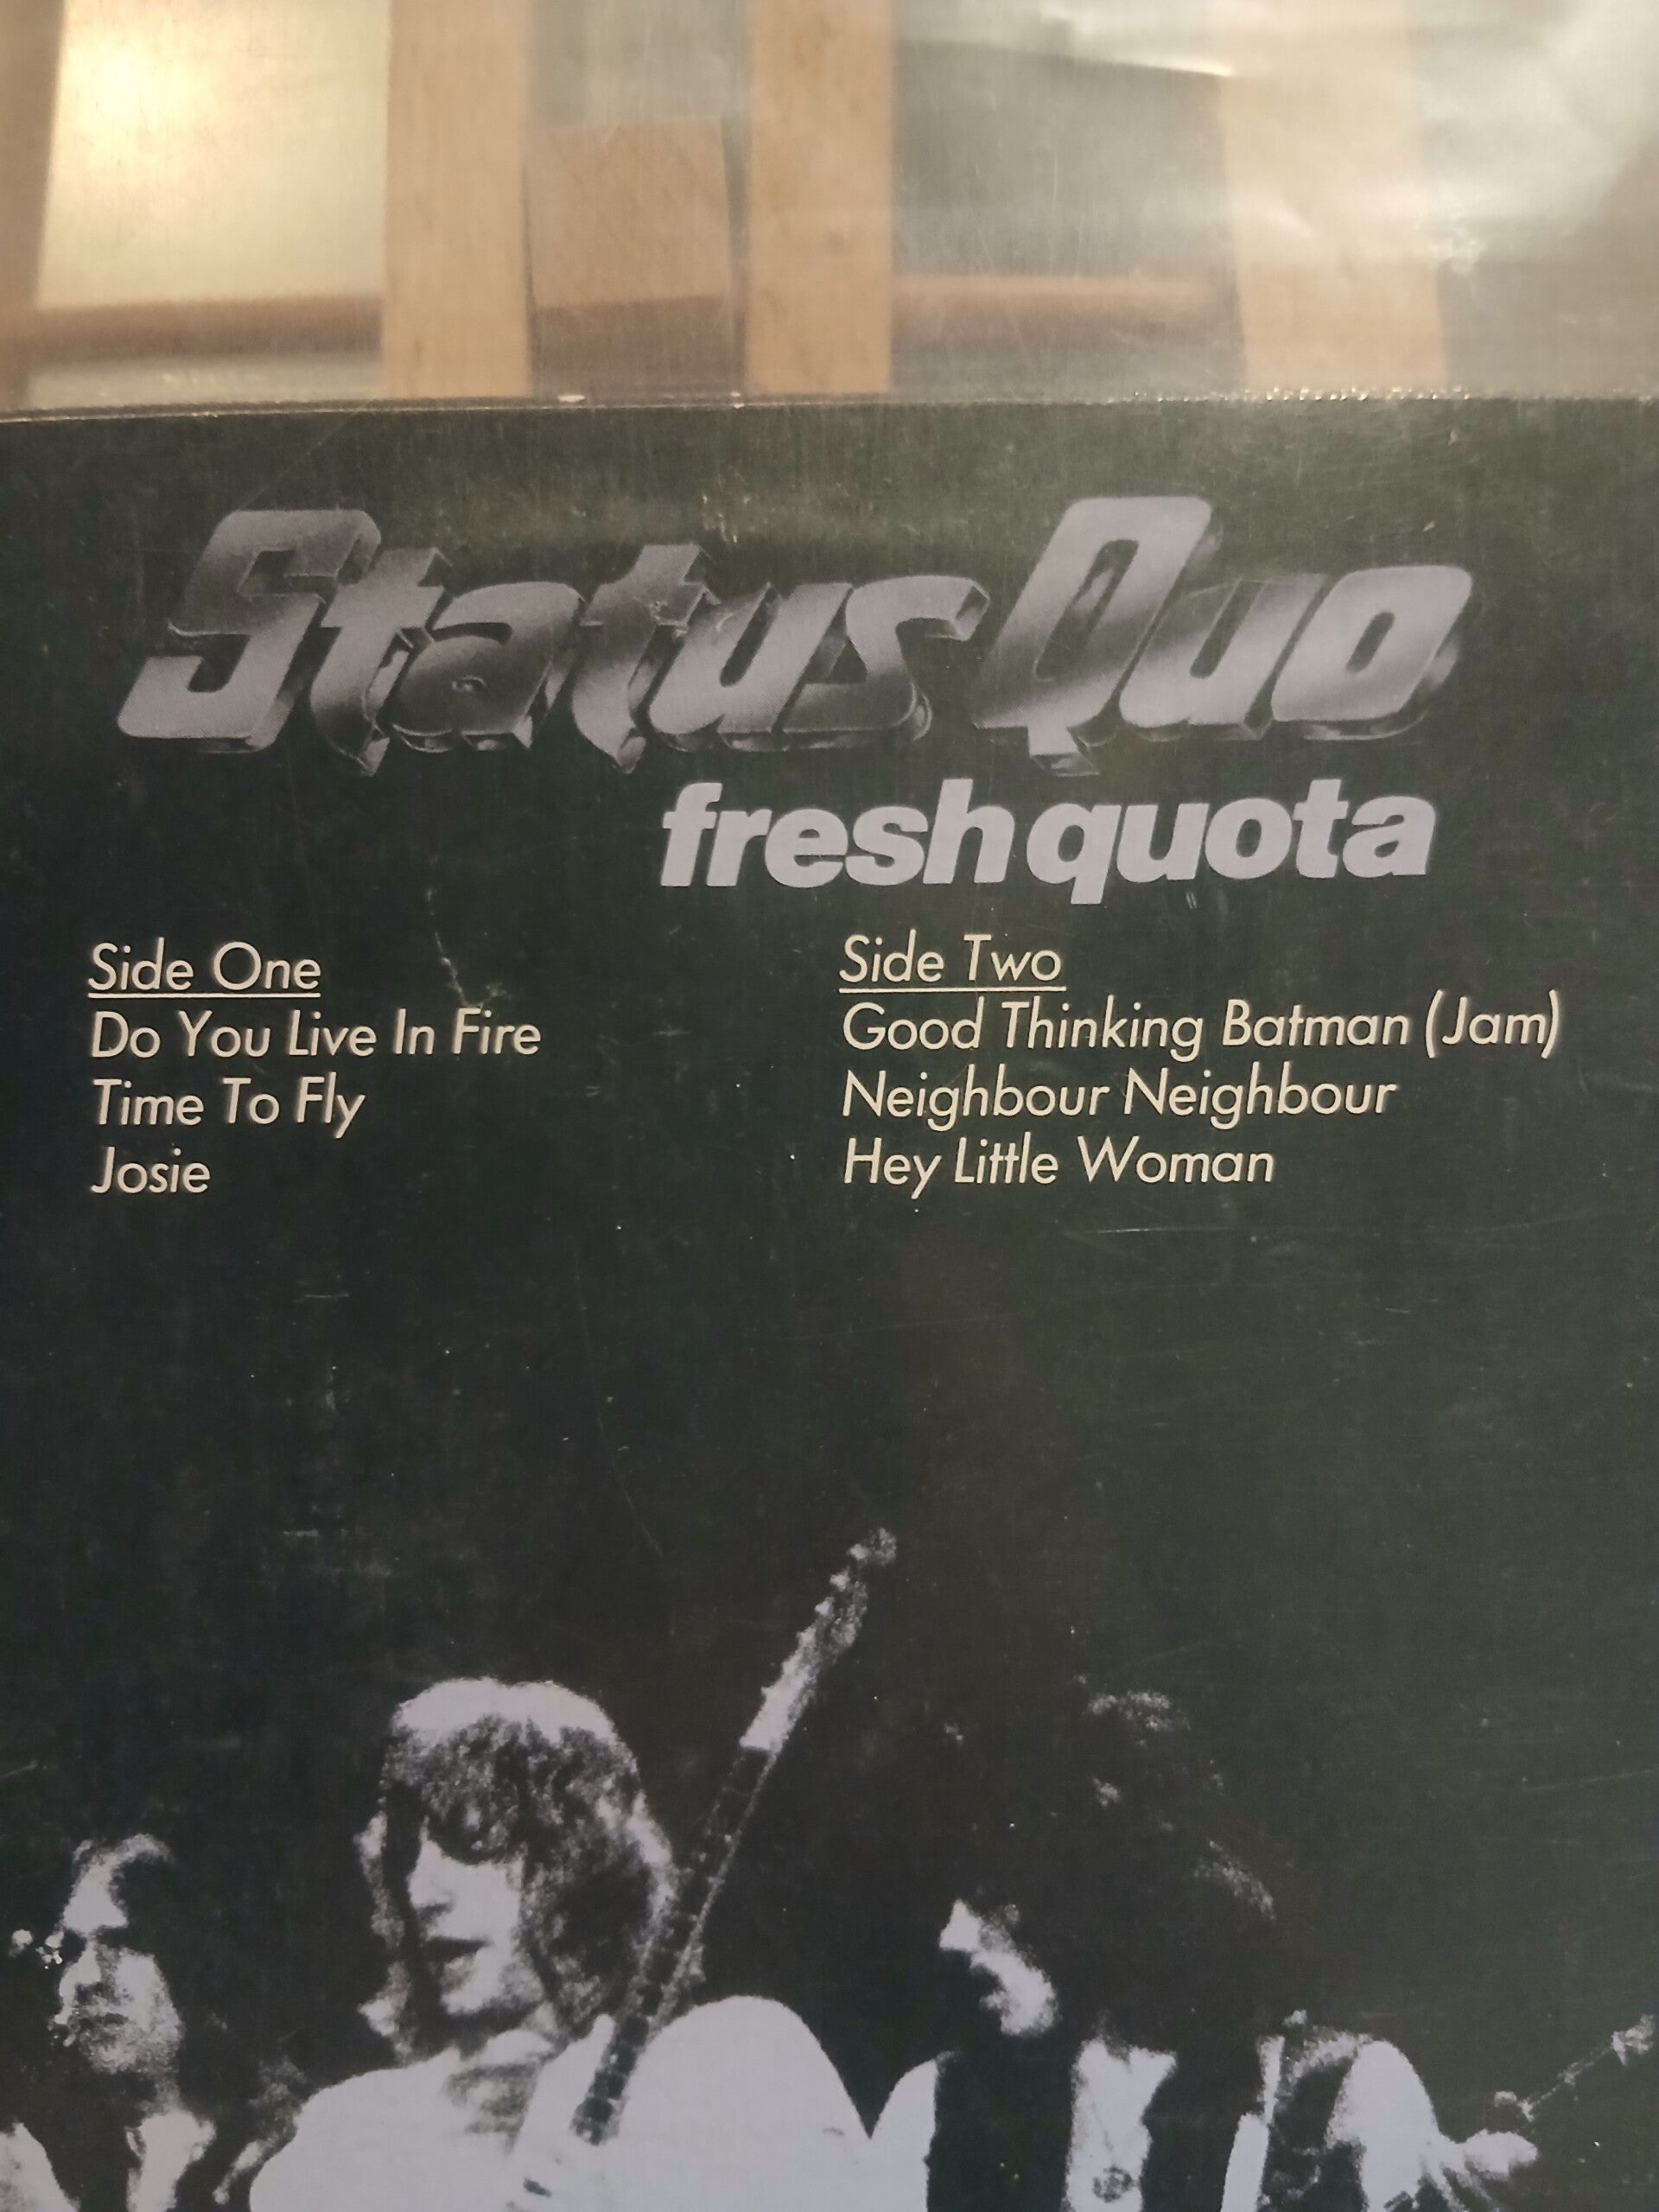 Status Quo
fresh quota
Side One
Do You Live In Fire
Time To Fly
Josie
Side Two
Good Thinking Batman (Jam)
Neighbour Neighbour
Hey Little Woman